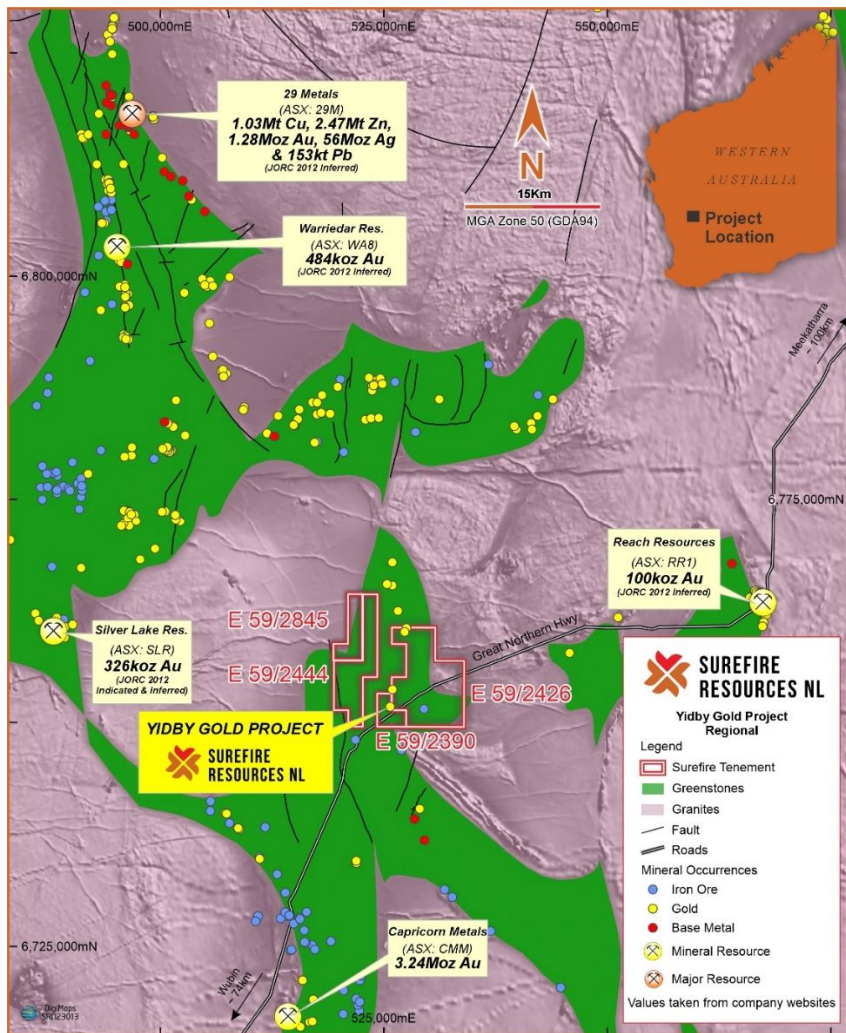 500,000mE
525,000mE
550,000mE
29 Metals
(ASX: 29M)
1.03Mt Cu, 2.47Mt Zn,
1.28Moz Au, 56Moz Ag
& 153kt Pb
(JORC 2012 Inferred)
N
15Km
MGA Zone 50 (GDA94)
WESTERN
AUSTRALIA
Project
Location
Warriedar Res.
(ASX: WA8)
484koz Au
(JORC 2012 Inferred)
6,800,000mN
Meekatharra
~ 100km
6,775,000mN
Reach Resources
(ASX: RR1)
100koz Au
(JORC 2012 Inferred)
E 59/2845
Great Northern Hwy
Silver Lake Res.
(ASX: SLR)
326koz Au
(JORC 2012
Indicated & Inferred)
E 59/2444
E 59/2426
YIDBY GOLD PROJECT
SUREFIRE
RESOURCES NL
E 59/2390
SUREFIRE
RESOURCES NL
Yidby Gold Project
Regional
Legend
Surefire Tenement
Greenstones
Granites
Fault
Roads
Mineral Occurrences
Iron Ore
Gold
Base Metal
Mineral Resource
Major Resource
Values taken from company websites
Capricorn Metals
(ASX: CMM)
3.24Moz Au
6,725,000mN
Wubin
~ 74km
DigiMaps
SRN23013
525,000mE